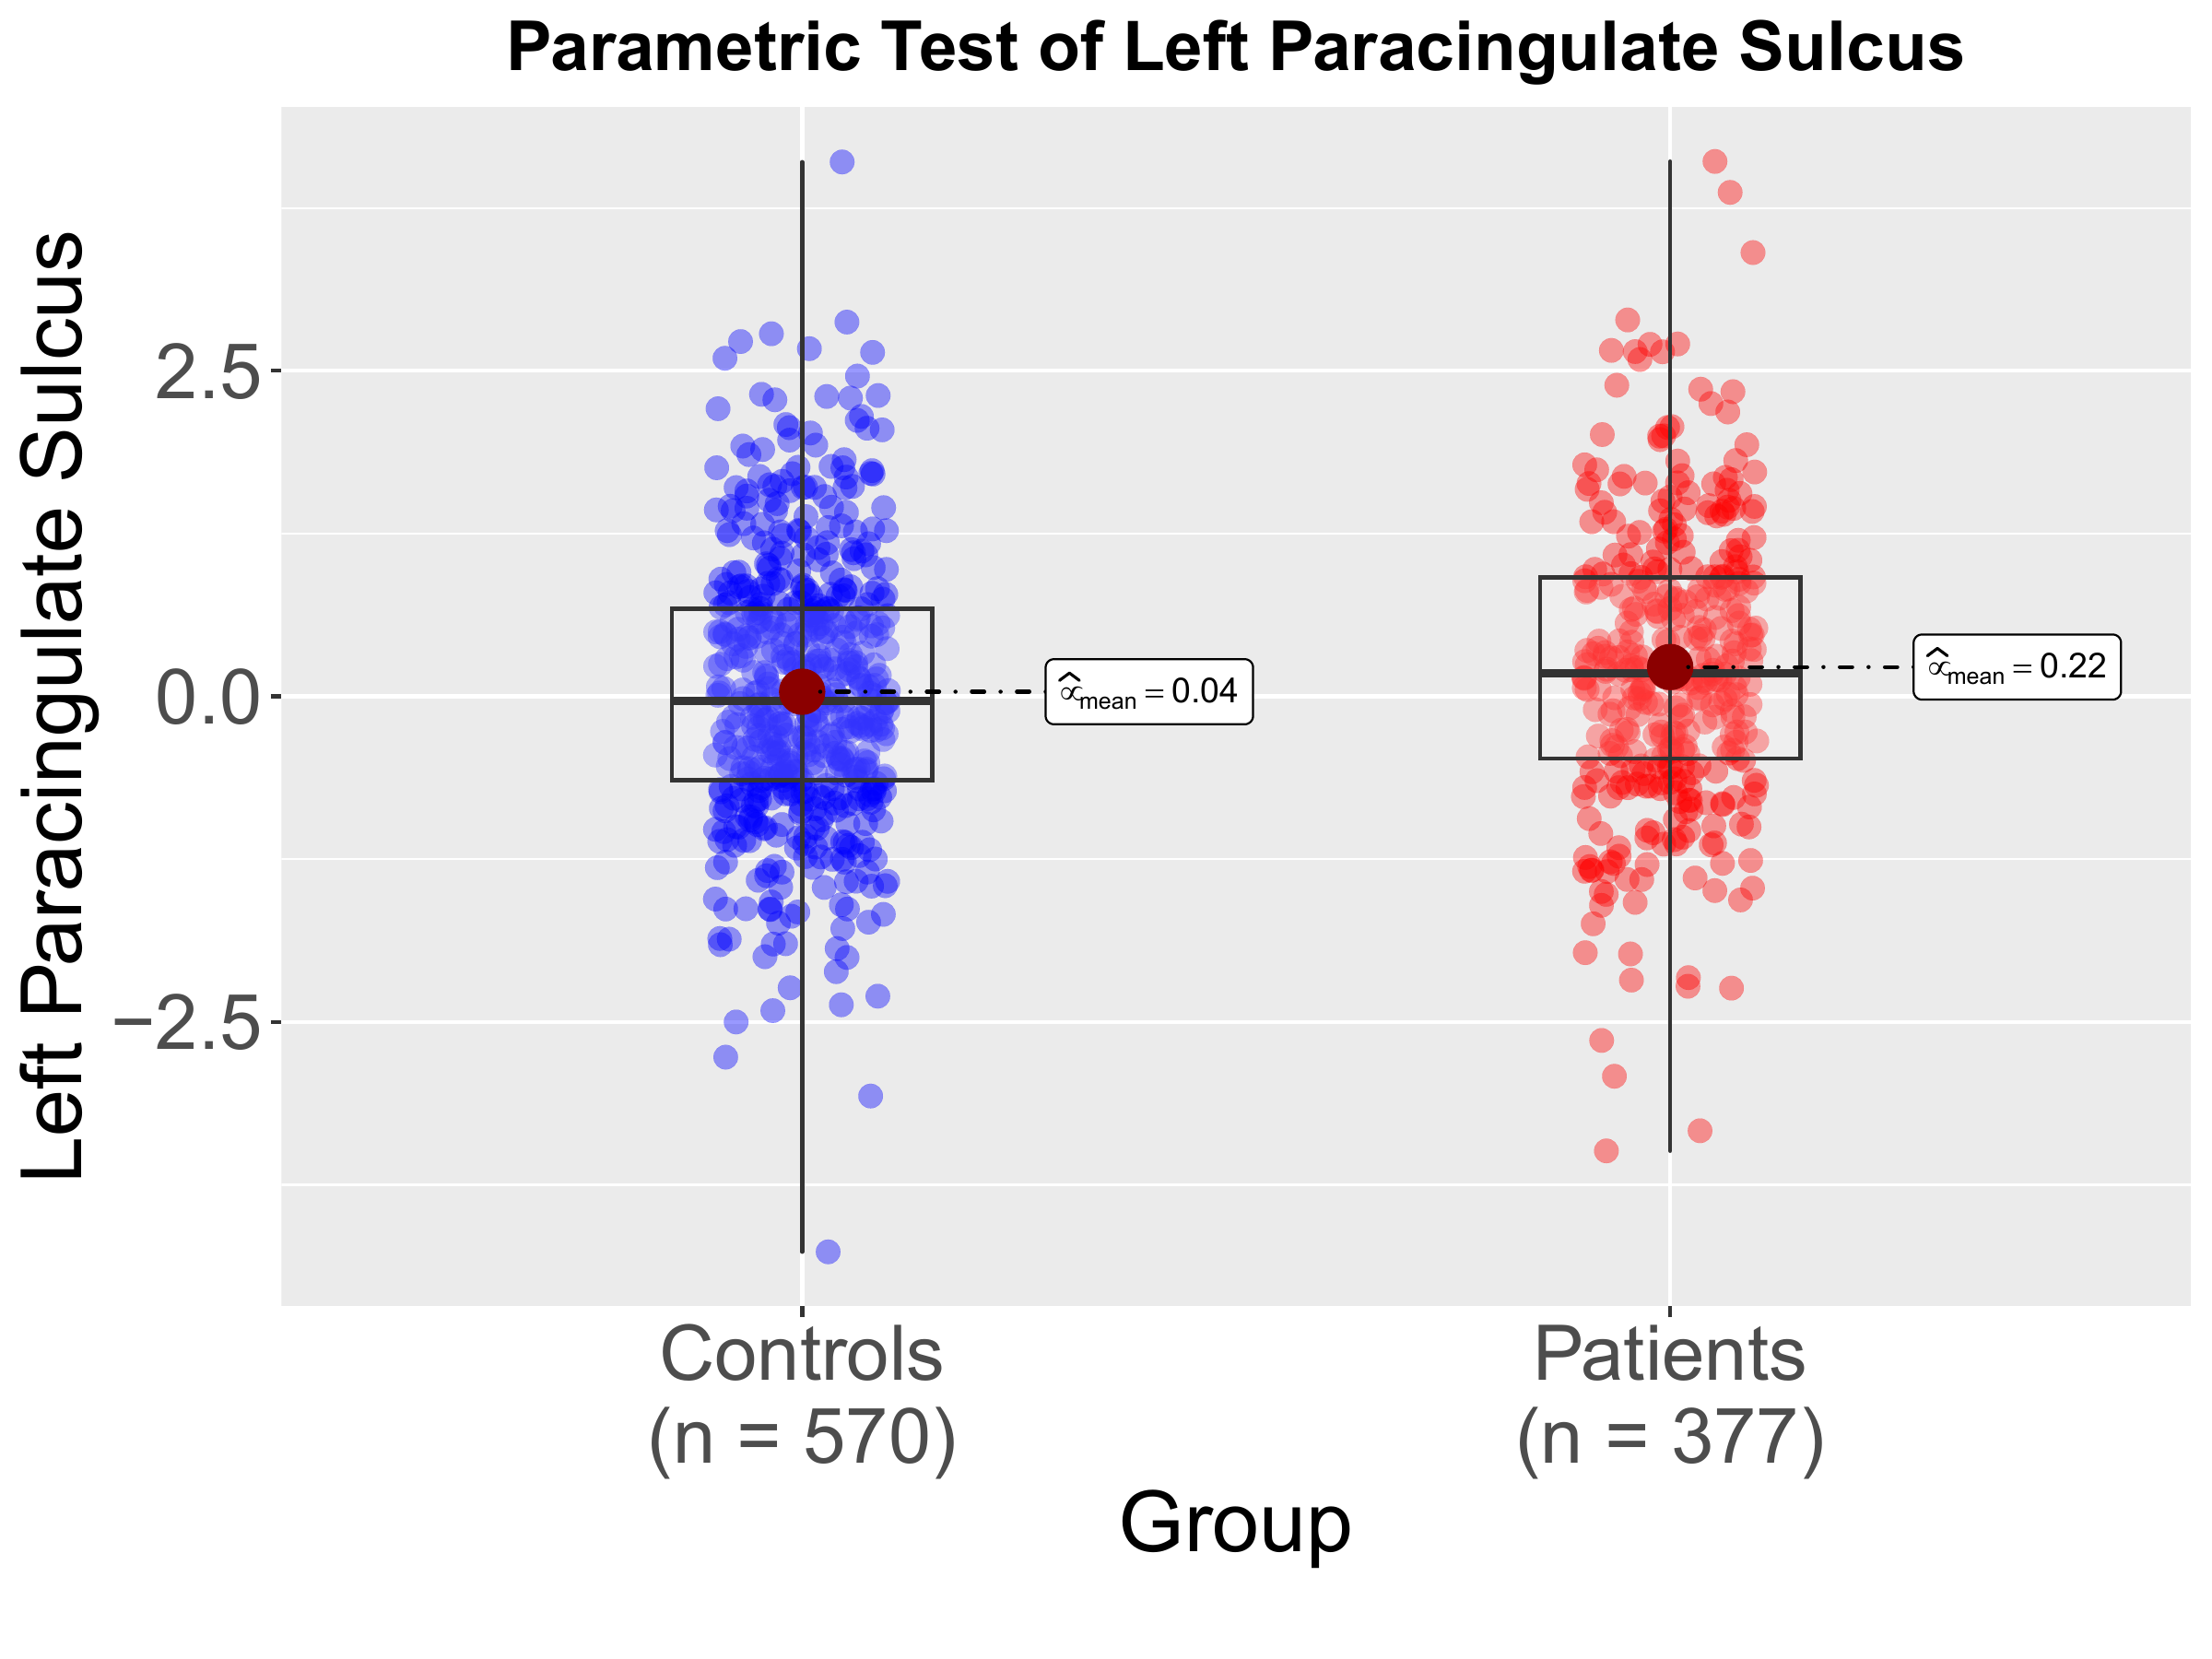 Parametric Test of Left Paracingulate Sulcus
Left Paracingulate Sulcus
2.5
0.0
−2.5
∝̂mean = 0.04
∝̂mean = 0.22
Controls
(n = 570)
Patients
(n = 377)
Group